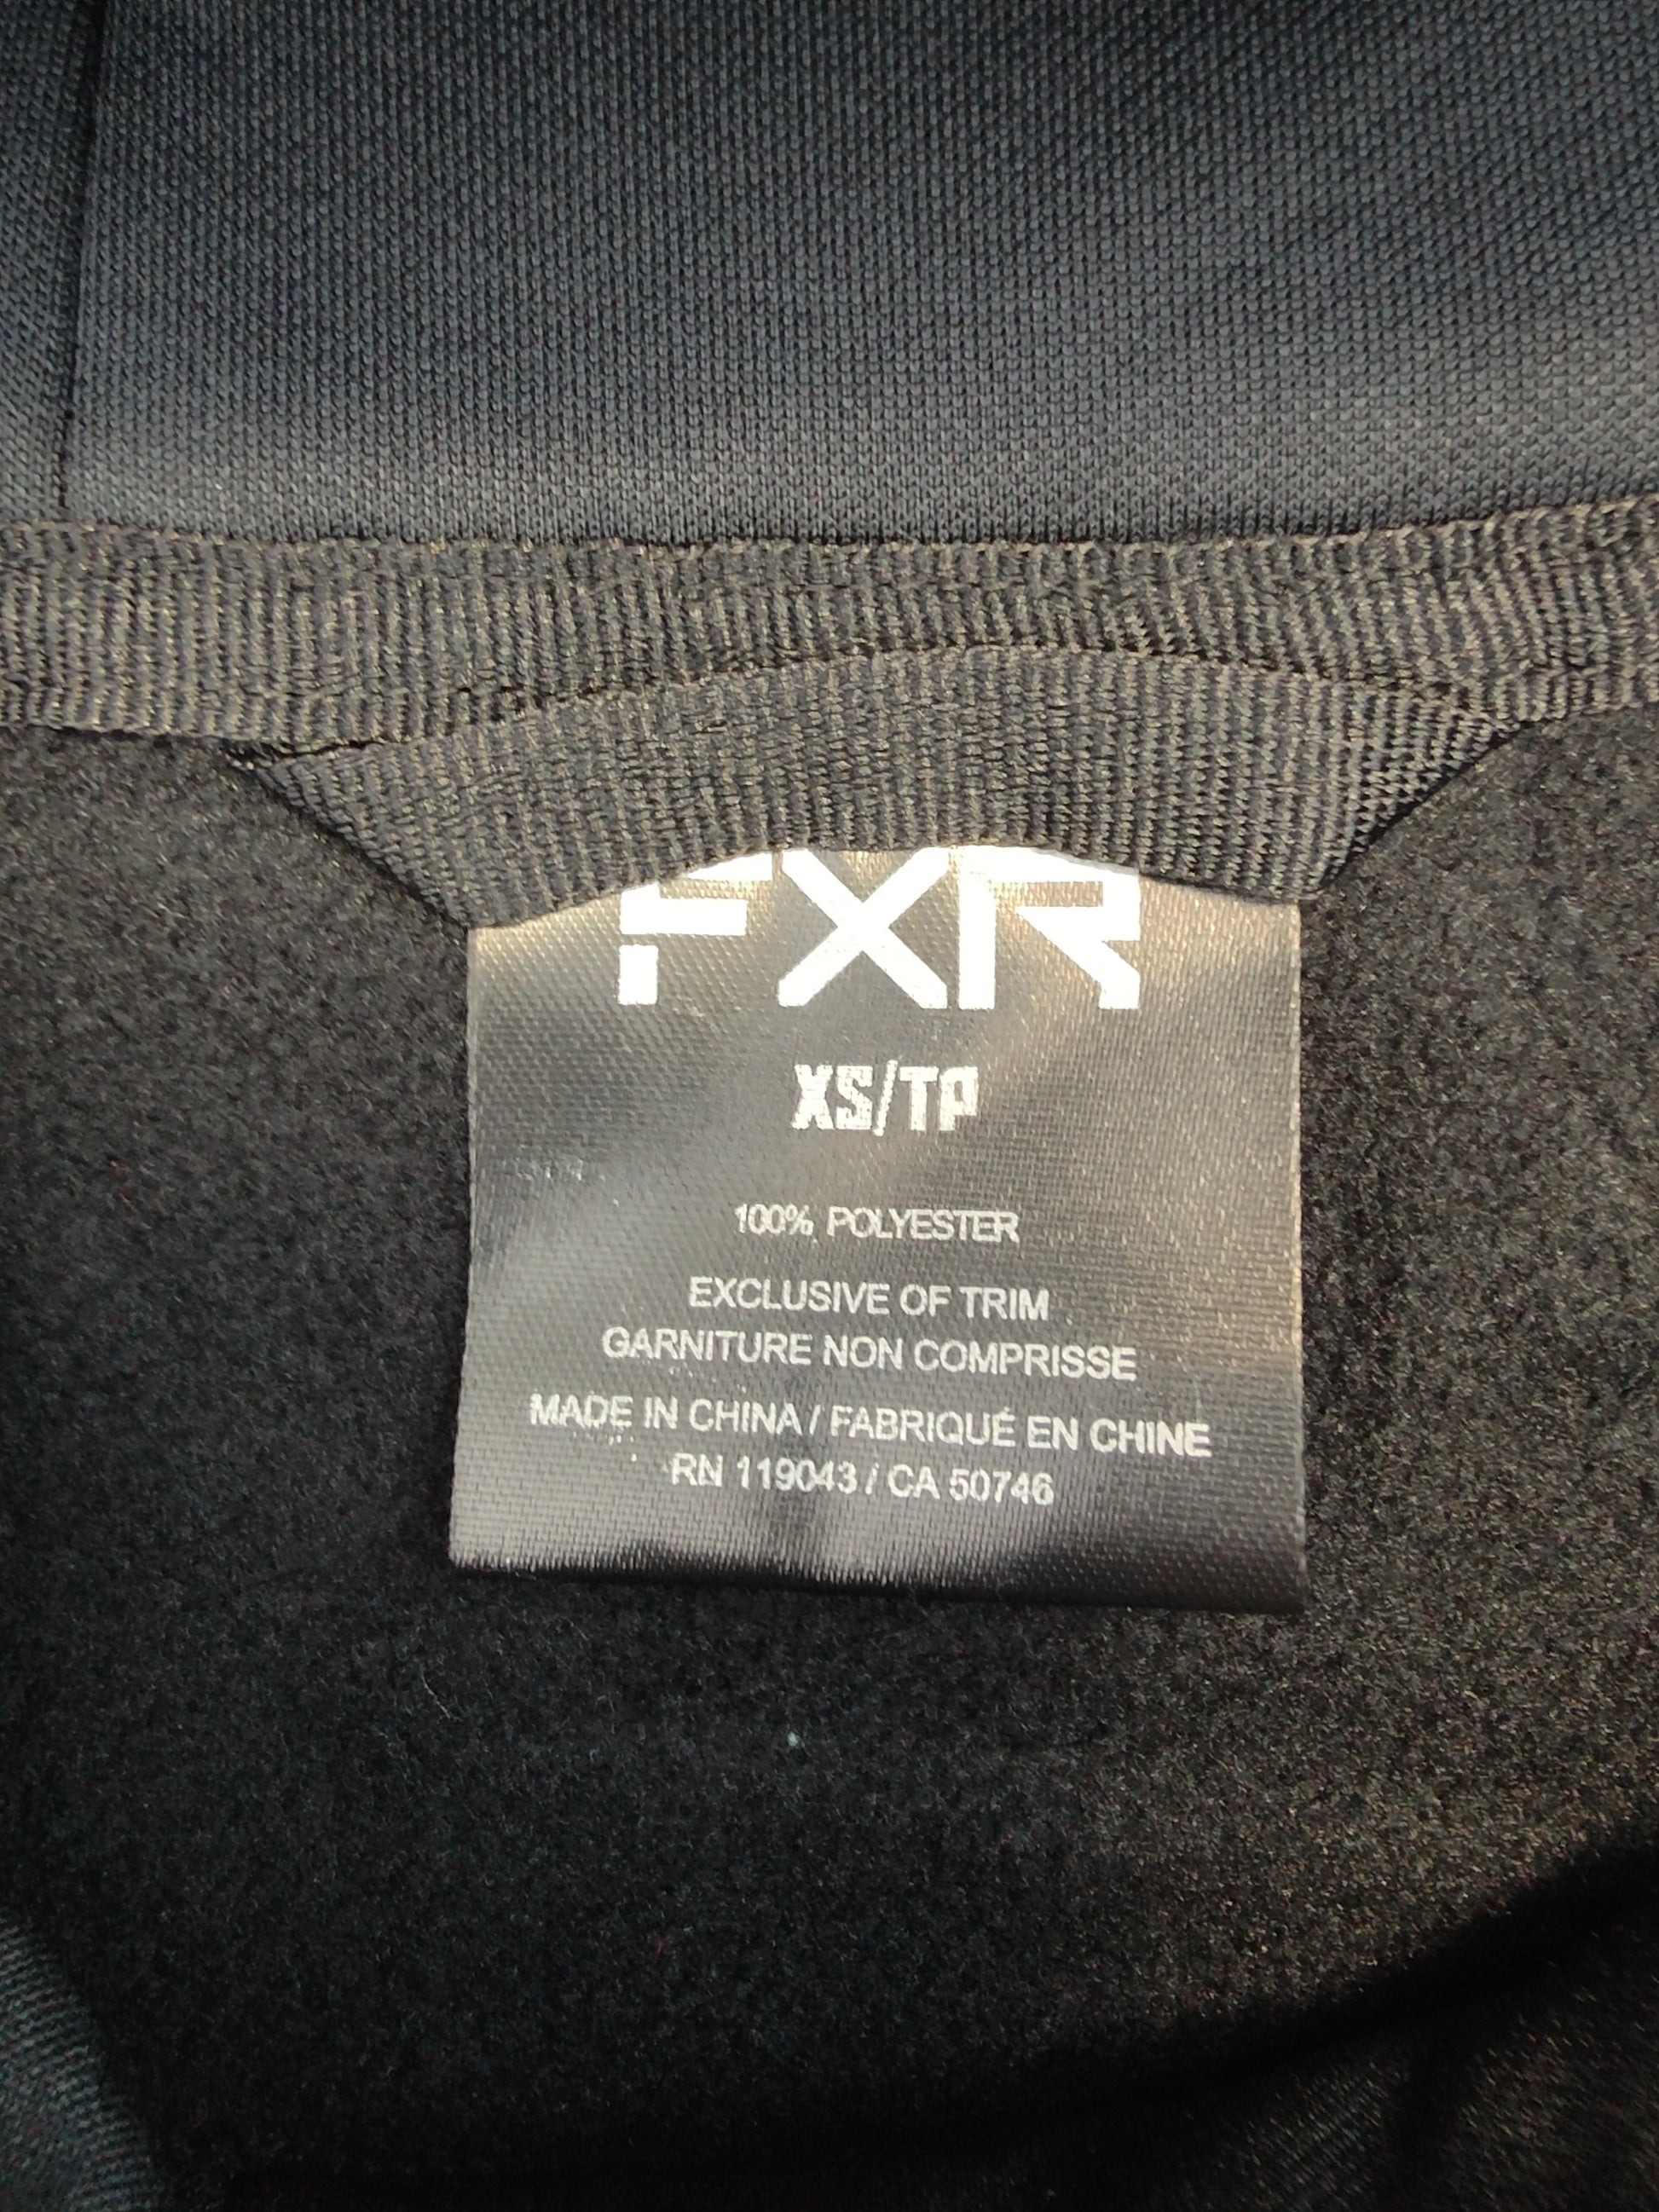 FXR
XS/TP
100% POLYESTER
EXCLUSIVE OF TRIM
GARNITURE NON COMPRISSE
MADE IN CHINA / FABRIQUÉ EN CHINE
RN 119043 / CA 50746